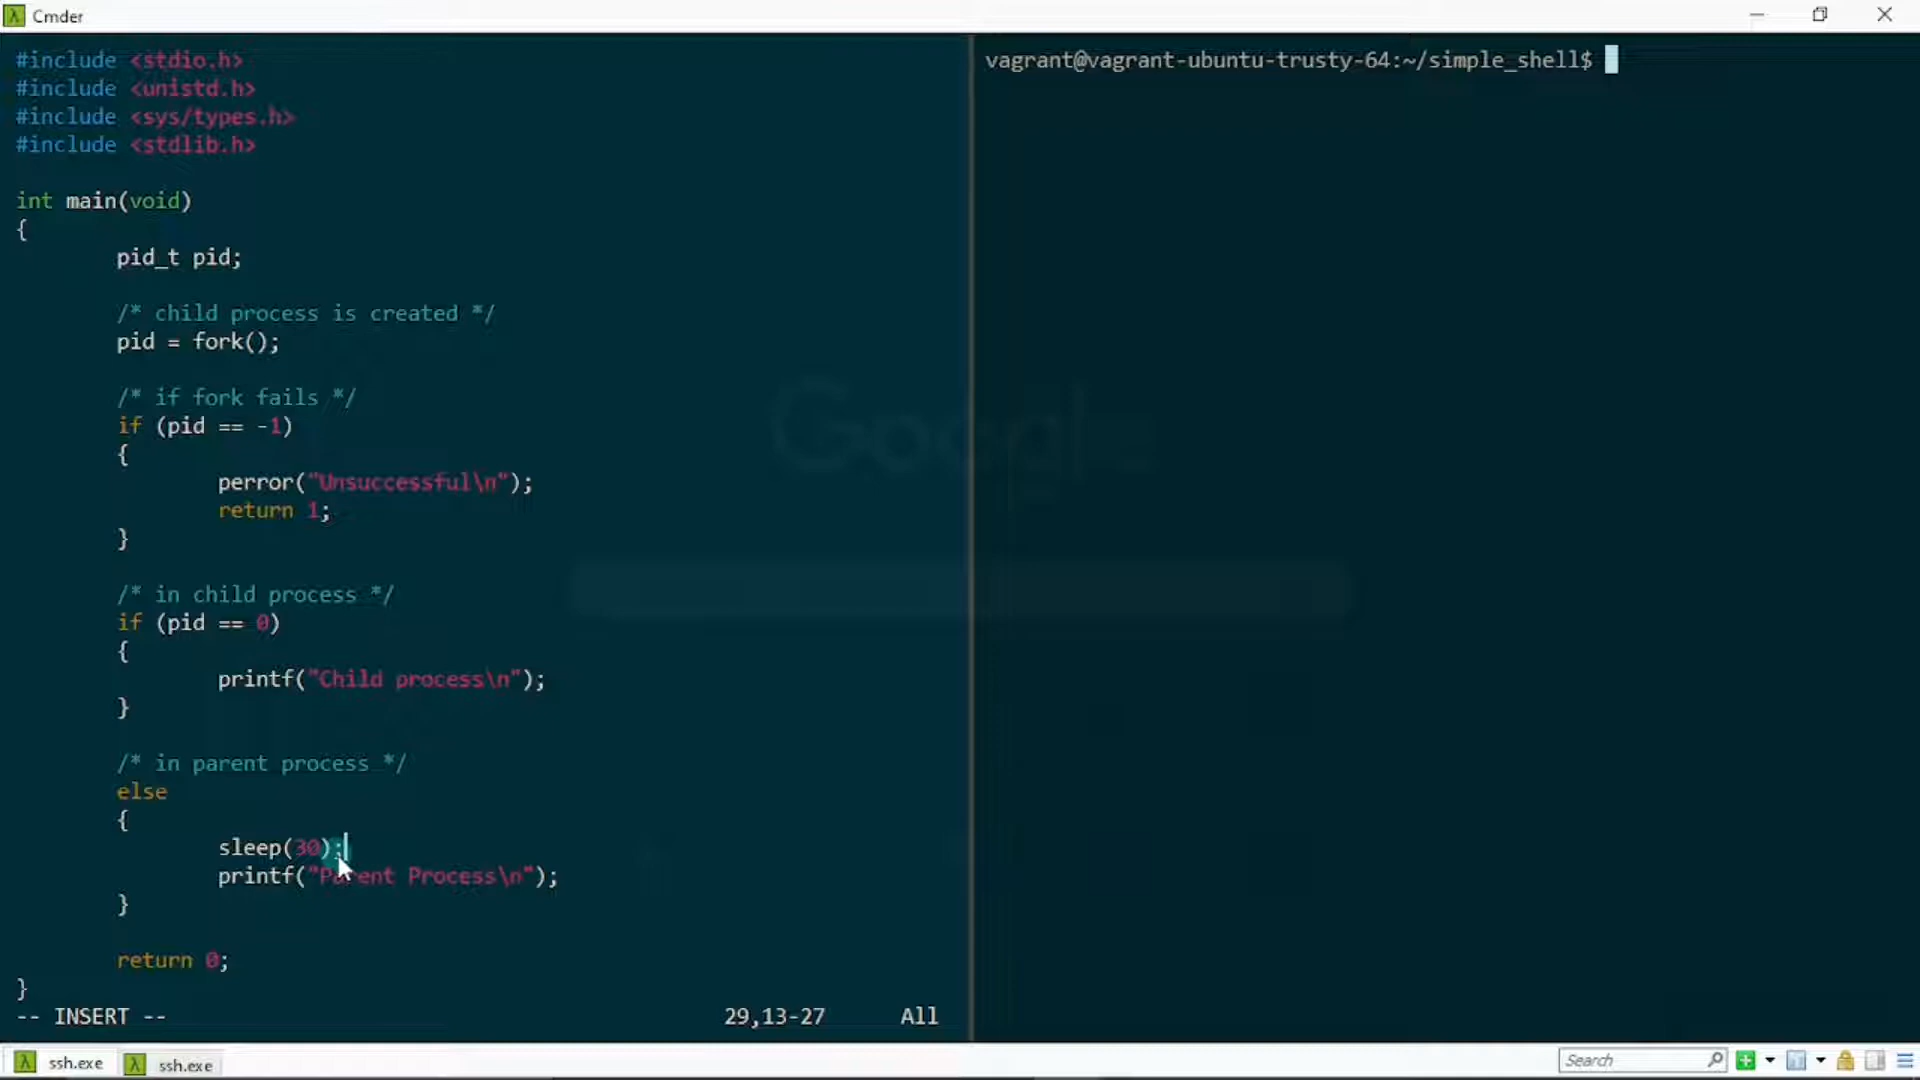 Cmder
#include <stdio.h>
#include <unistd.h>
#include <sys/types.h>
#include <stdlib.h>
int main(void)
{
pid_t pid;
/* child process is created */
pid = fork();
/* if fork fails */
if (pid == -1)
{
perror("Unsuccessful\n");
return 1;
}
/* in child process */
if (pid == 0)
{
printf("Child process\n");
}
/* in parent process */
else
{
sleep(30);
printf("Parent Process\n");
}
return 0;
}
-- INSERT --
29,13-27
All
vagrant@vagrant-ubuntu-trusty-64:~/simple_shell$
Google
ssh.exe
ssh.exe
Search